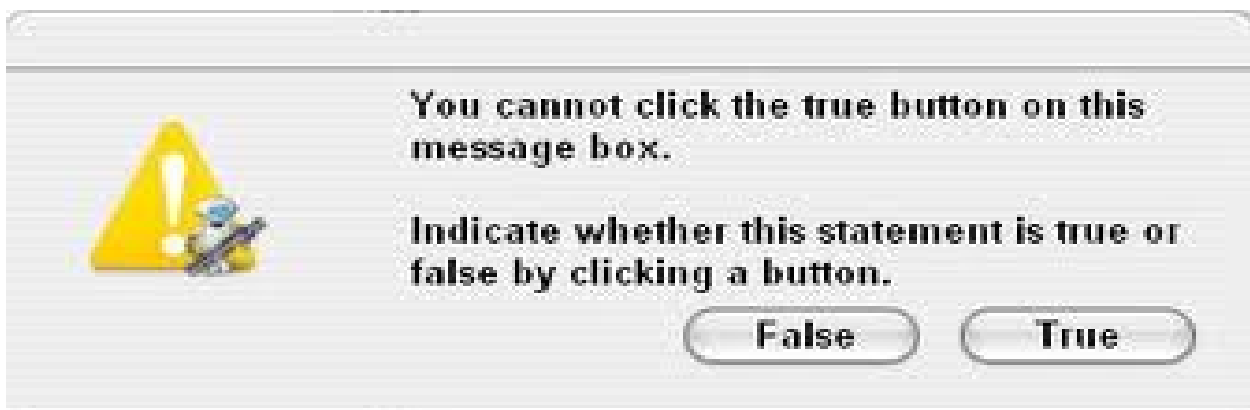 You cannot click the true button on this
message box.
Indicate whether this statement is true or
false by clicking a button.
False True